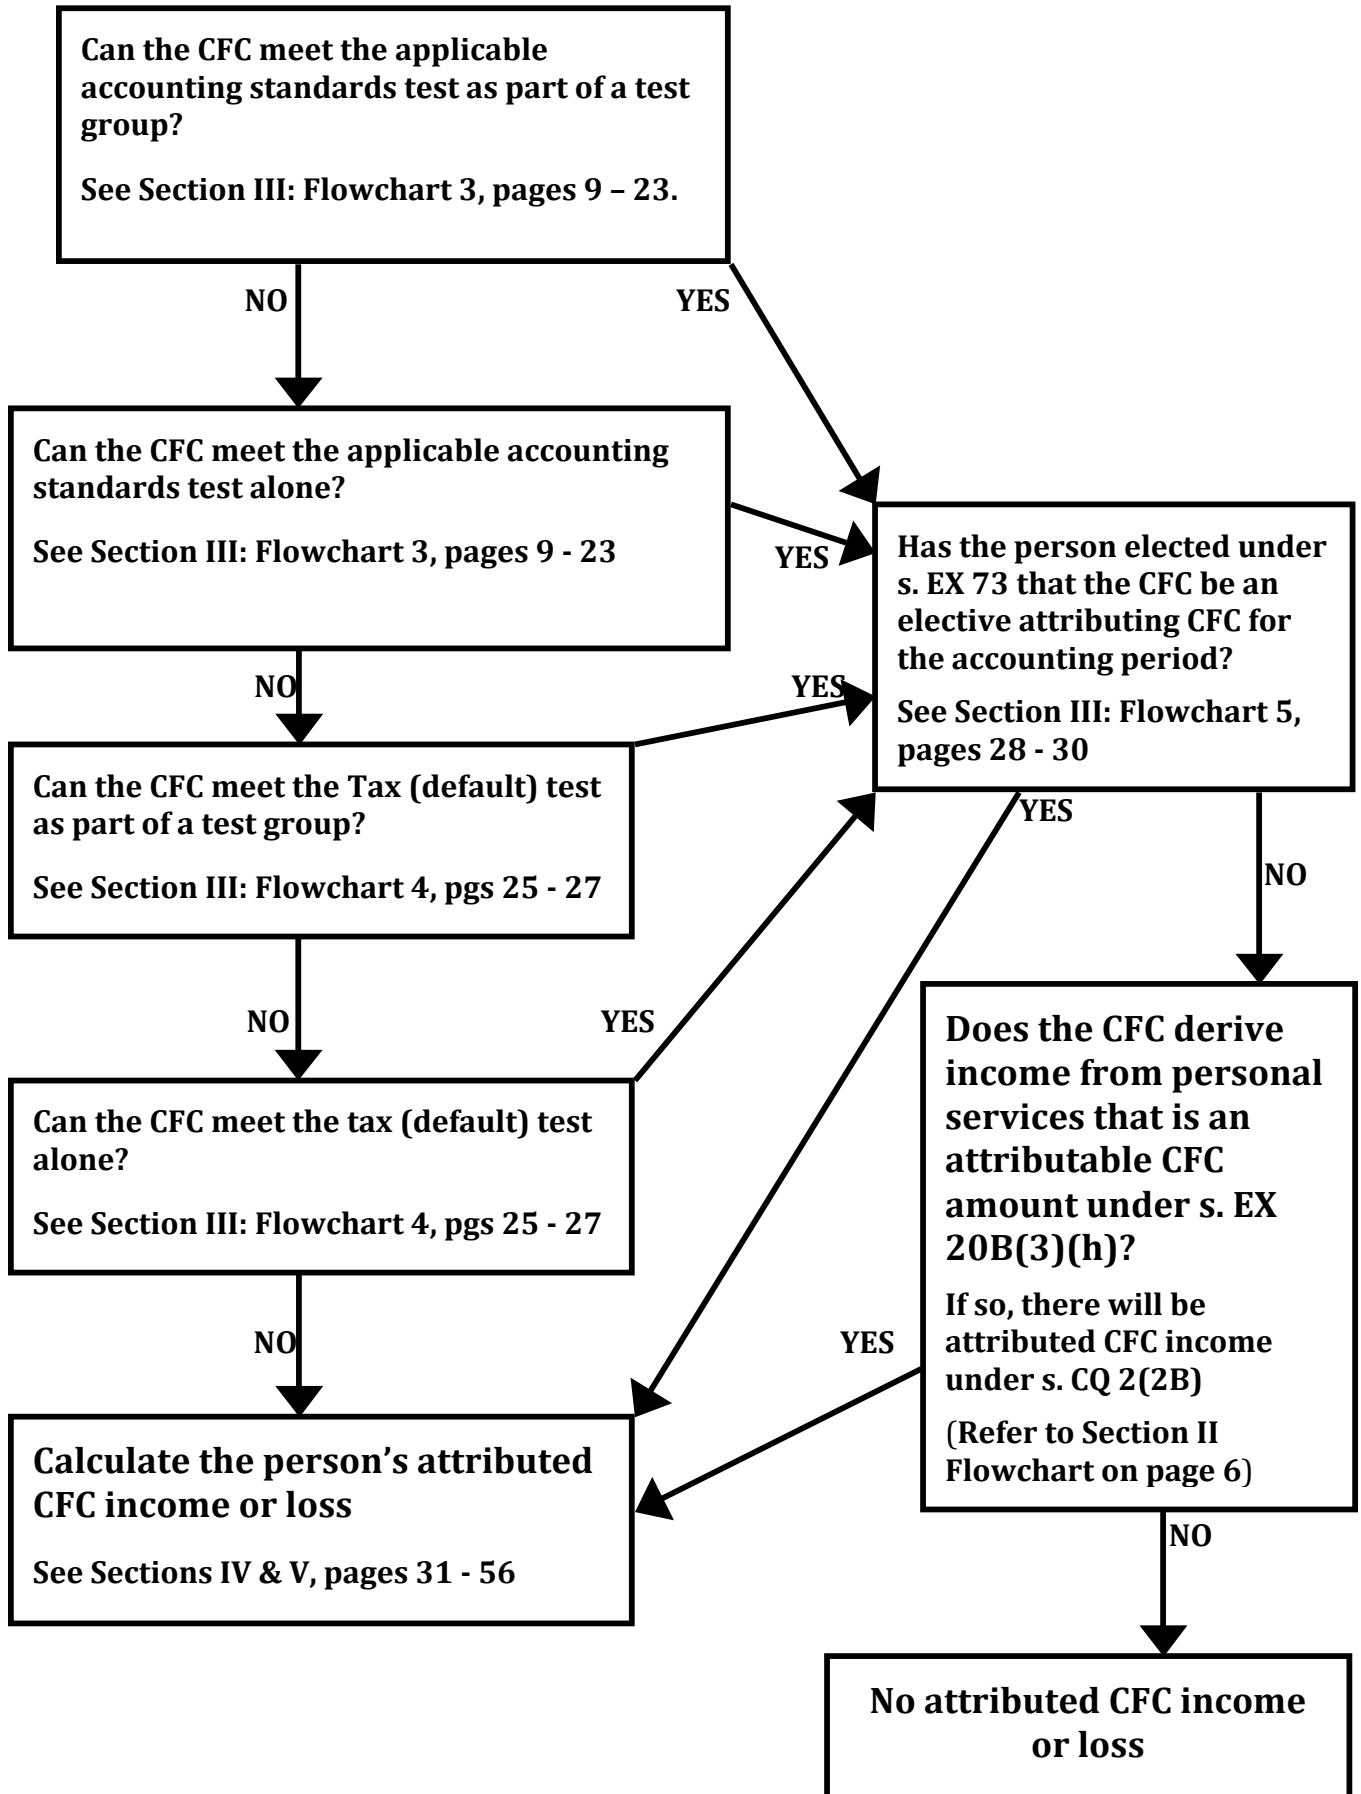 Can the CFC meet the applicable
accounting standards test as part of a test
group?
See Section III: Flowchart 3, pages 9 – 23.
NO
YES
Can the CFC meet the applicable accounting
standards test alone?
See Section III: Flowchart 3, pages 9 - 23
YES
Has the person elected under
s. EX 73 that the CFC be an
elective attributing CFC for
the accounting period?
See Section III: Flowchart 5,
pages 28 - 30
NO
YES
Can the CFC meet the Tax (default) test
as part of a test group?
See Section III: Flowchart 4, pgs 25 - 27
YES
NO
NO
YES
Does the CFC derive
income from personal
services that is an
attributable CFC
amount under s. EX
20B(3)(h)?
If so, there will be
attributed CFC income
under s. CQ 2(2B)
(Refer to Section II
Flowchart on page 6)
Can the CFC meet the tax (default) test
alone?
See Section III: Flowchart 4, pgs 25 - 27
NO
YES
Calculate the person’s attributed
CFC income or loss
See Sections IV & V, pages 31 - 56
NO
No attributed CFC income
or loss